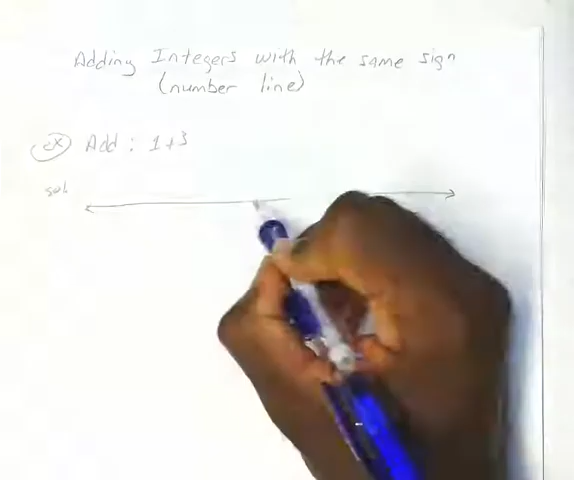 Adding Integers with the same sign
(number line)
ex Add : 1+3
sol